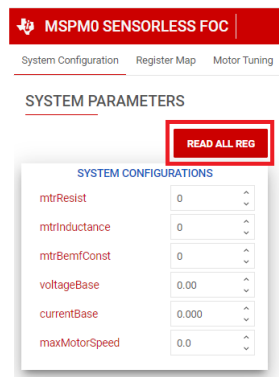 MSPM0 SENSORLESS FOC
System Configuration Register Map Motor Tuning
SYSTEM PARAMETERS
READ ALL REG
SYSTEM CONFIGURATIONS
mtrResist 0
mtrInductance 0
mtrBemfConst 0
voltageBase 0.00
currentBase 0.000
maxMotorSpeed 0.0